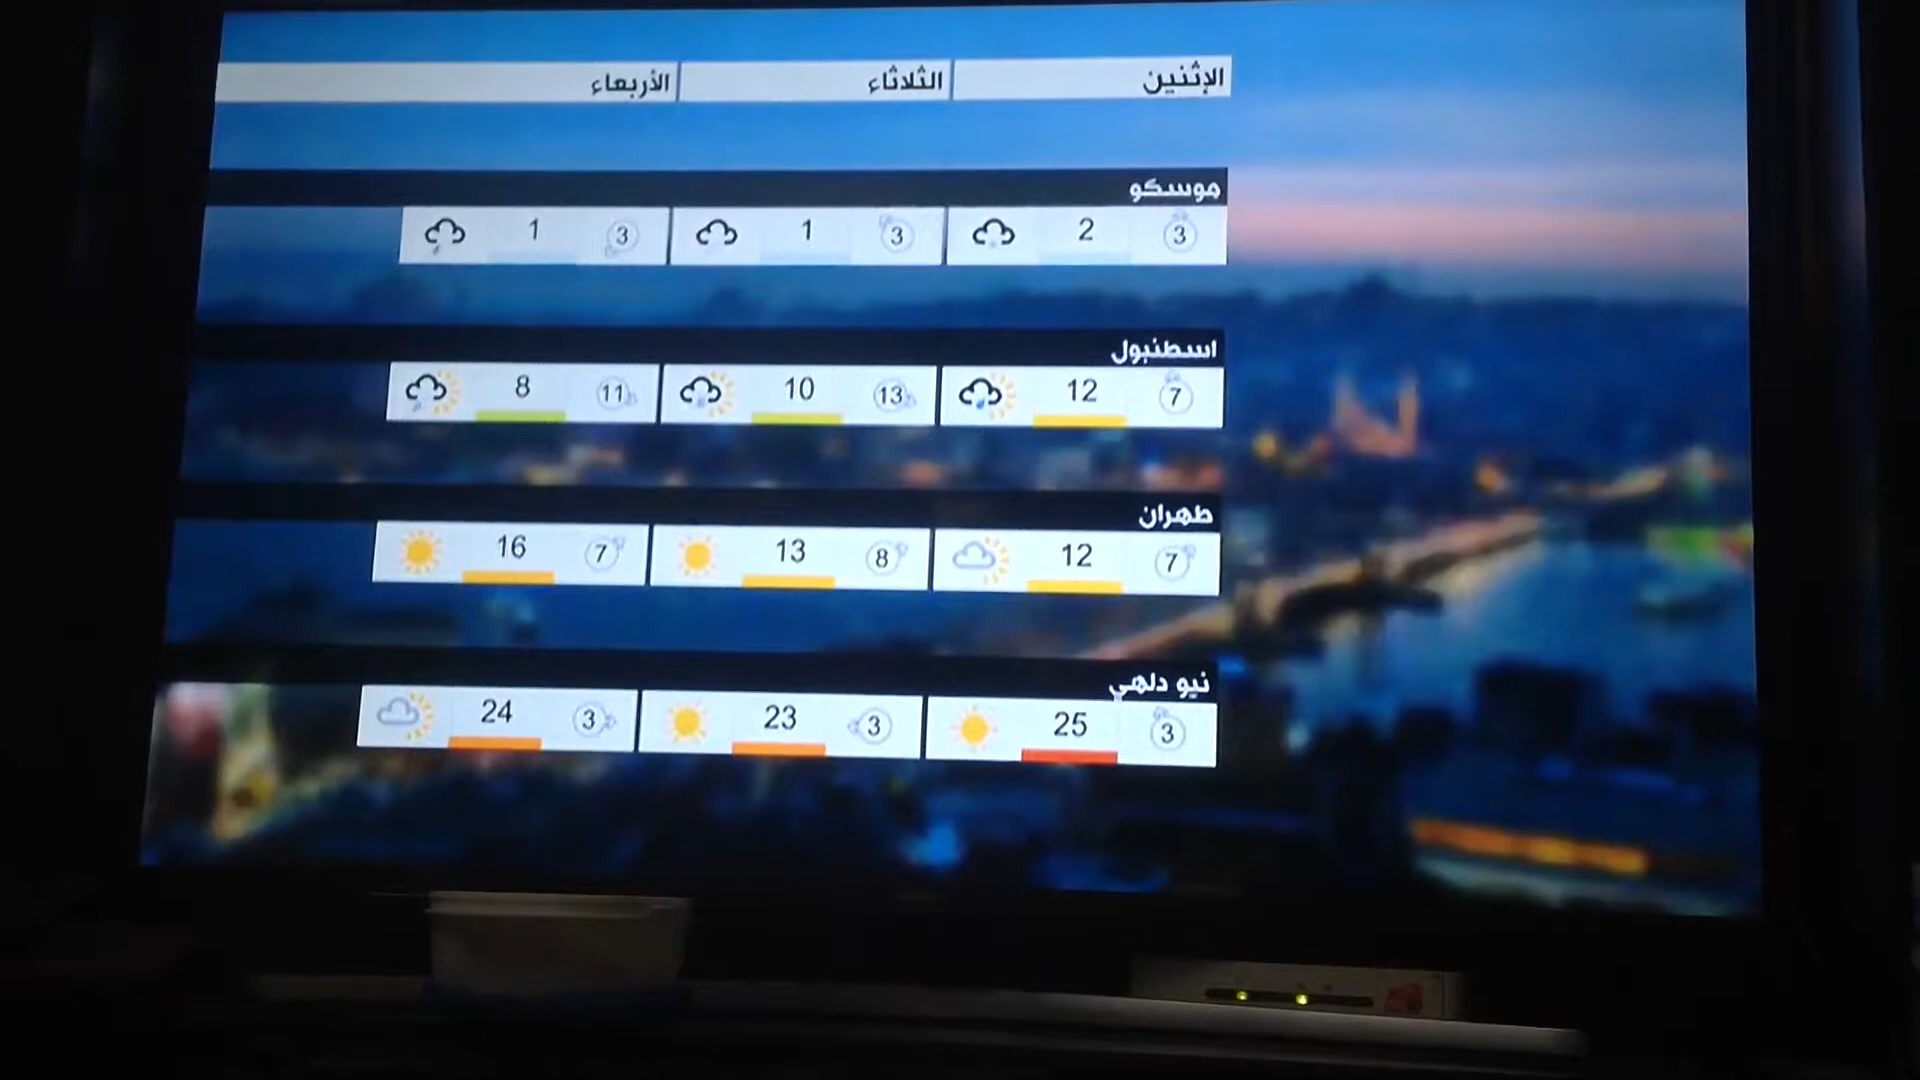 الإثنين الثلاثاء الأربعاء
موسكو
3 2 3 1 3 1
اسطنبول
7 12 13 10 11 8
طهران
7 12 8 13 7 16
نيو دلهي
3 25 3 23 3 24